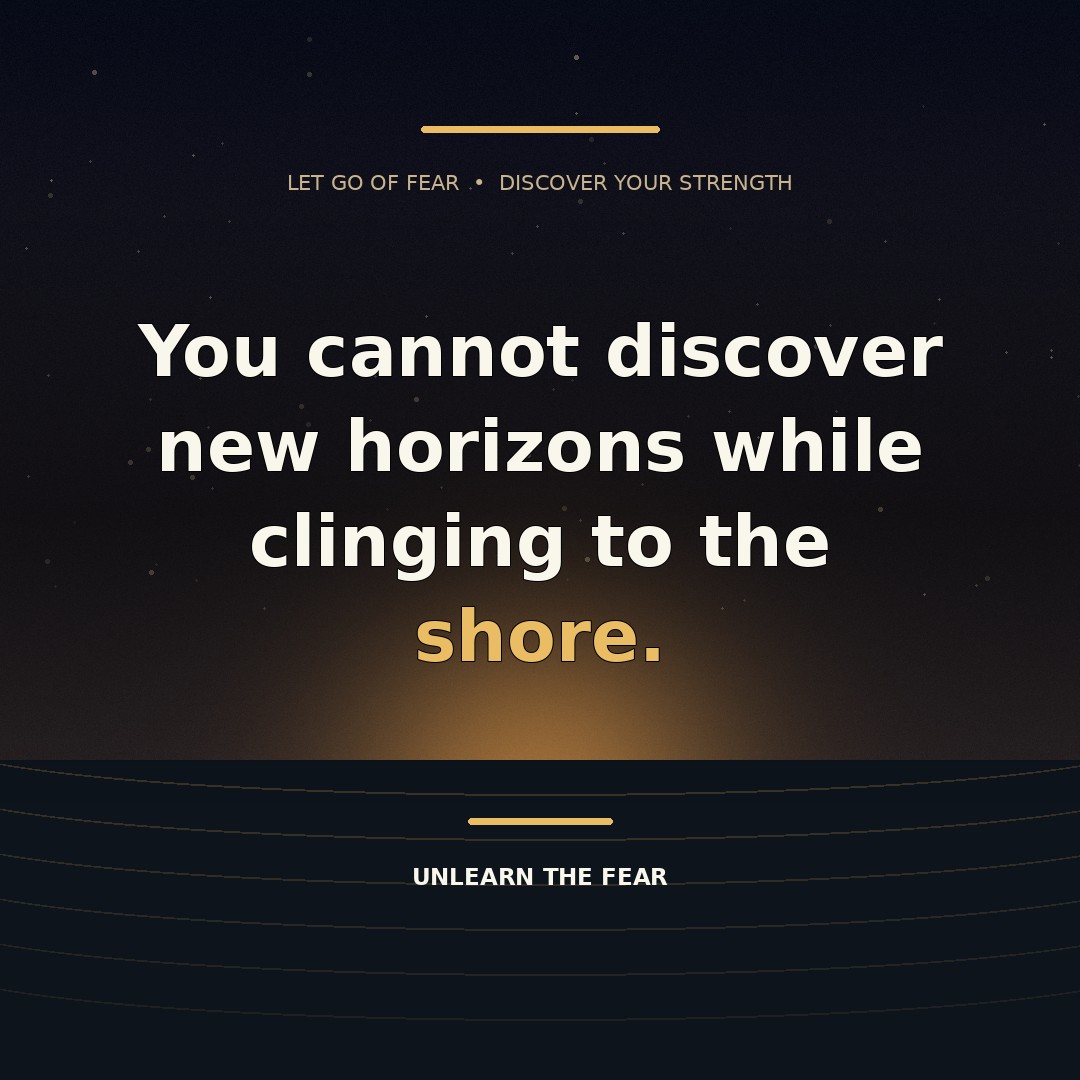 LET GO OF FEAR • DISCOVER YOUR STRENGTH
You cannot discover
new horizons while
clinging to the
shore.
UNLEARN THE FEAR